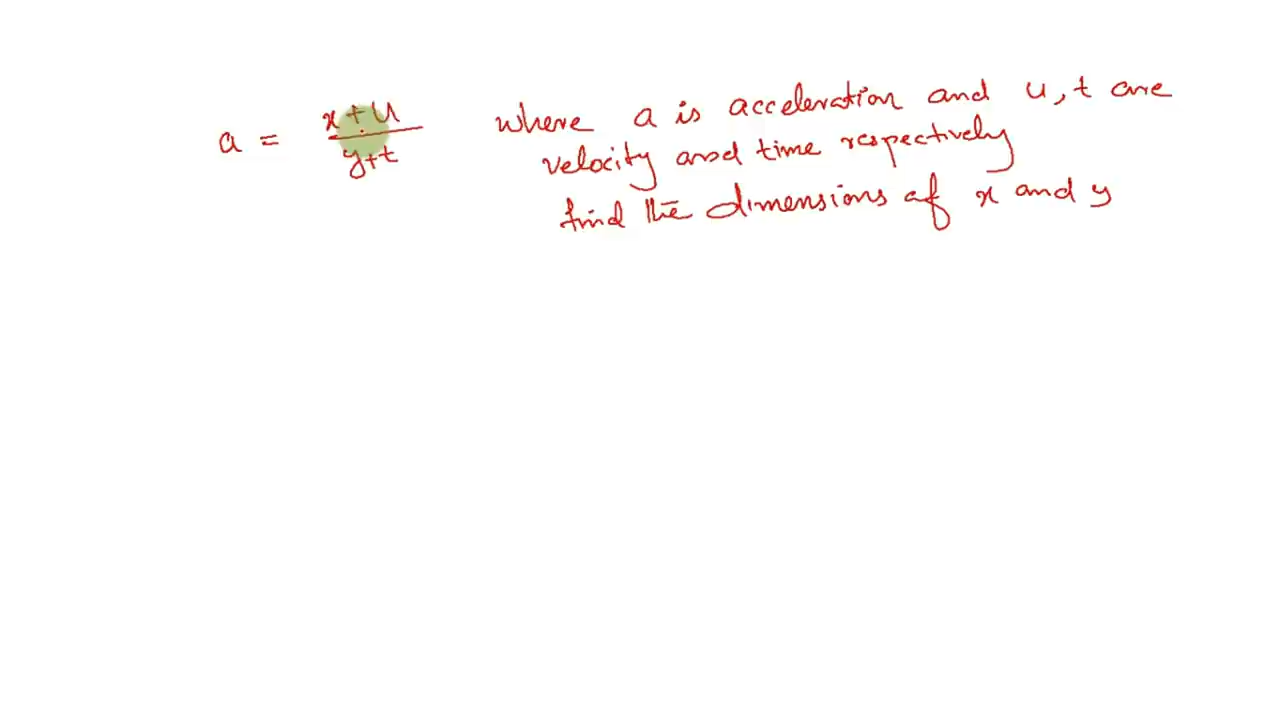 a = x + u / y + t where a is acceleration and u, t are
velocity and time respectively
find the dimensions of x and y